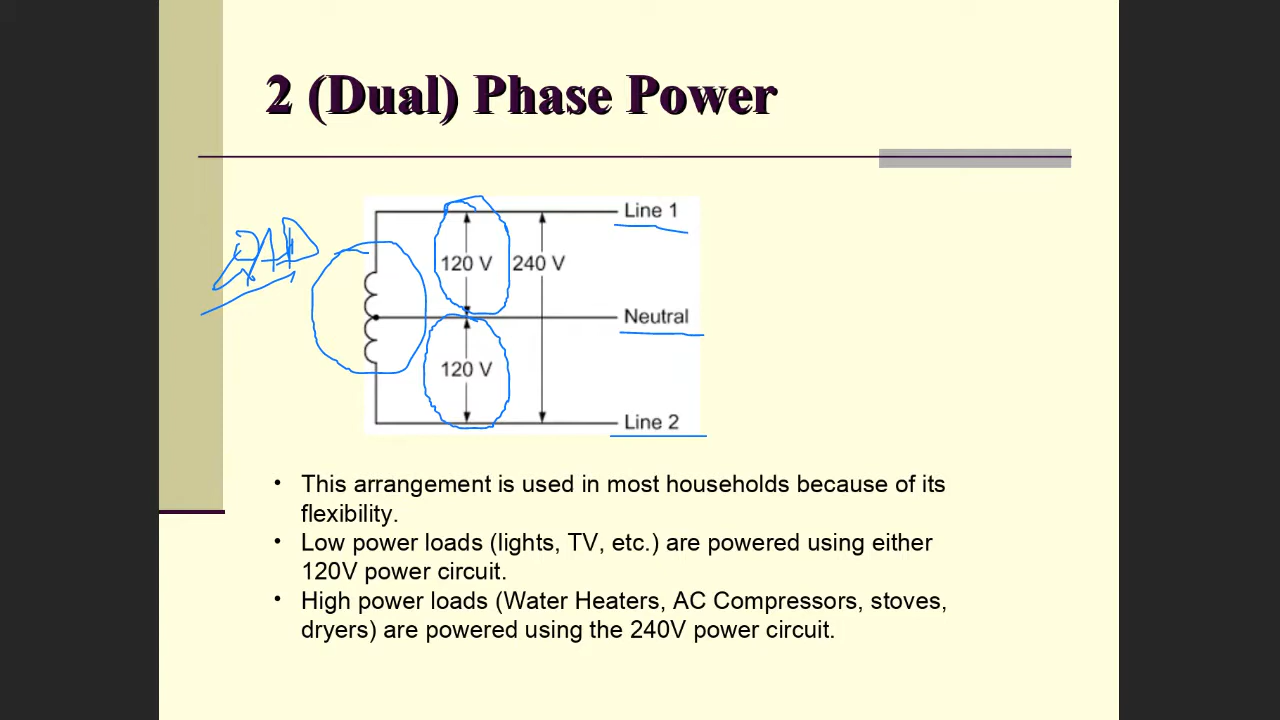 2 (Dual) Phase Power
Line 1
120 V 240 V
Neutral
120 V
Line 2
• This arrangement is used in most households because of its
flexibility.
• Low power loads (lights, TV, etc.) are powered using either
120V power circuit.
• High power loads (Water Heaters, AC Compressors, stoves,
dryers) are powered using the 240V power circuit.